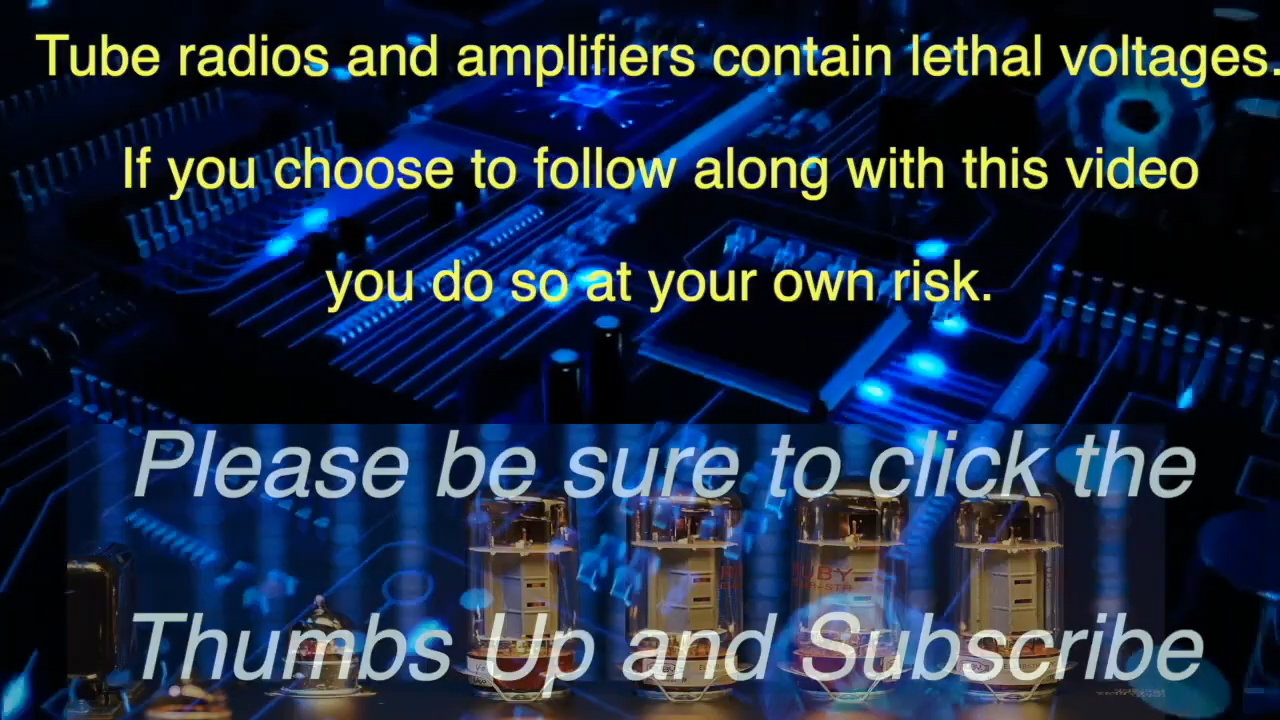 Tube radios and amplifiers contain lethal voltages.
If you choose to follow along with this video
you do so at your own risk.
Please be sure to click the
UBY
Thumbs Up and Subscribe